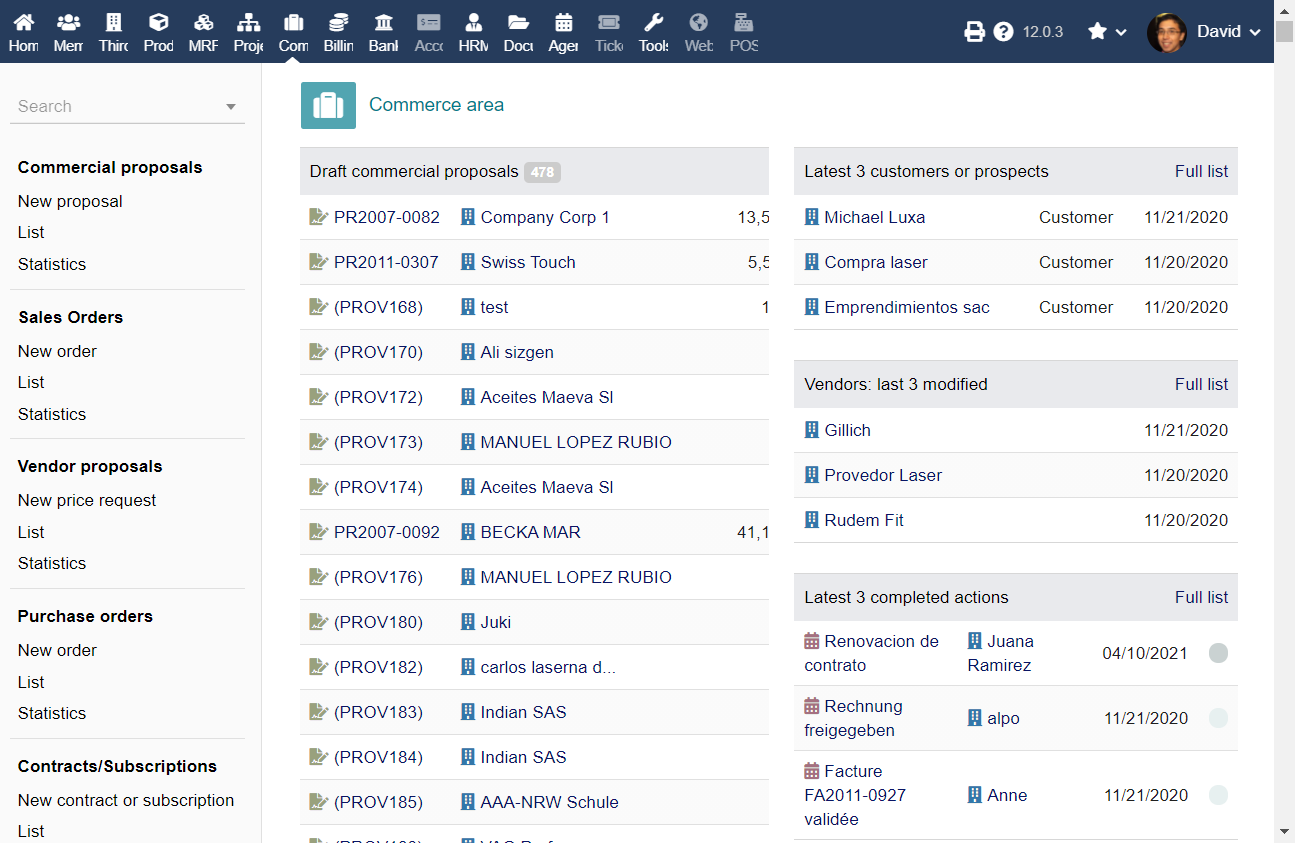 Hom Mem Third Prod MRF Proje Com Billin Bank Acco HRM Docu Agen Ticke Tools Web POS 12.0.3 David
Search
Commerce area
Commercial proposals
New proposal
List
Statistics
Sales Orders
New order
List
Statistics
Vendor proposals
New price request
List
Statistics
Purchase orders
New order
List
Statistics
Contracts/Subscriptions
New contract or subscription
List
Draft commercial proposals 478
PR2007-0082 Company Corp 1 13,5
PR2011-0307 Swiss Touch 5,5
(PROV168) test 1
(PROV170) Ali sizgen
(PROV172) Aceites Maeva Sl
(PROV173) MANUEL LOPEZ RUBIO
(PROV174) Aceites Maeva Sl
PR2007-0092 BECKA MAR 41,1
(PROV176) MANUEL LOPEZ RUBIO
(PROV180) Juki
(PROV182) carlos laserna d...
(PROV183) Indian SAS
(PROV184) Indian SAS
(PROV185) AAA-NRW Schule
Latest 3 customers or prospects Full list
Michael Luxa Customer 11/21/2020
Compra laser Customer 11/20/2020
Emprendimientos sac Customer 11/20/2020
Vendors: last 3 modified Full list
Gillich 11/21/2020
Provedor Laser 11/20/2020
Rudem Fit 11/20/2020
Latest 3 completed actions Full list
Renovacion de contrato Juana Ramirez 04/10/2021
Rechnung freigegeben alpo 11/21/2020
Facture FA2011-0927 validée Anne 11/21/2020